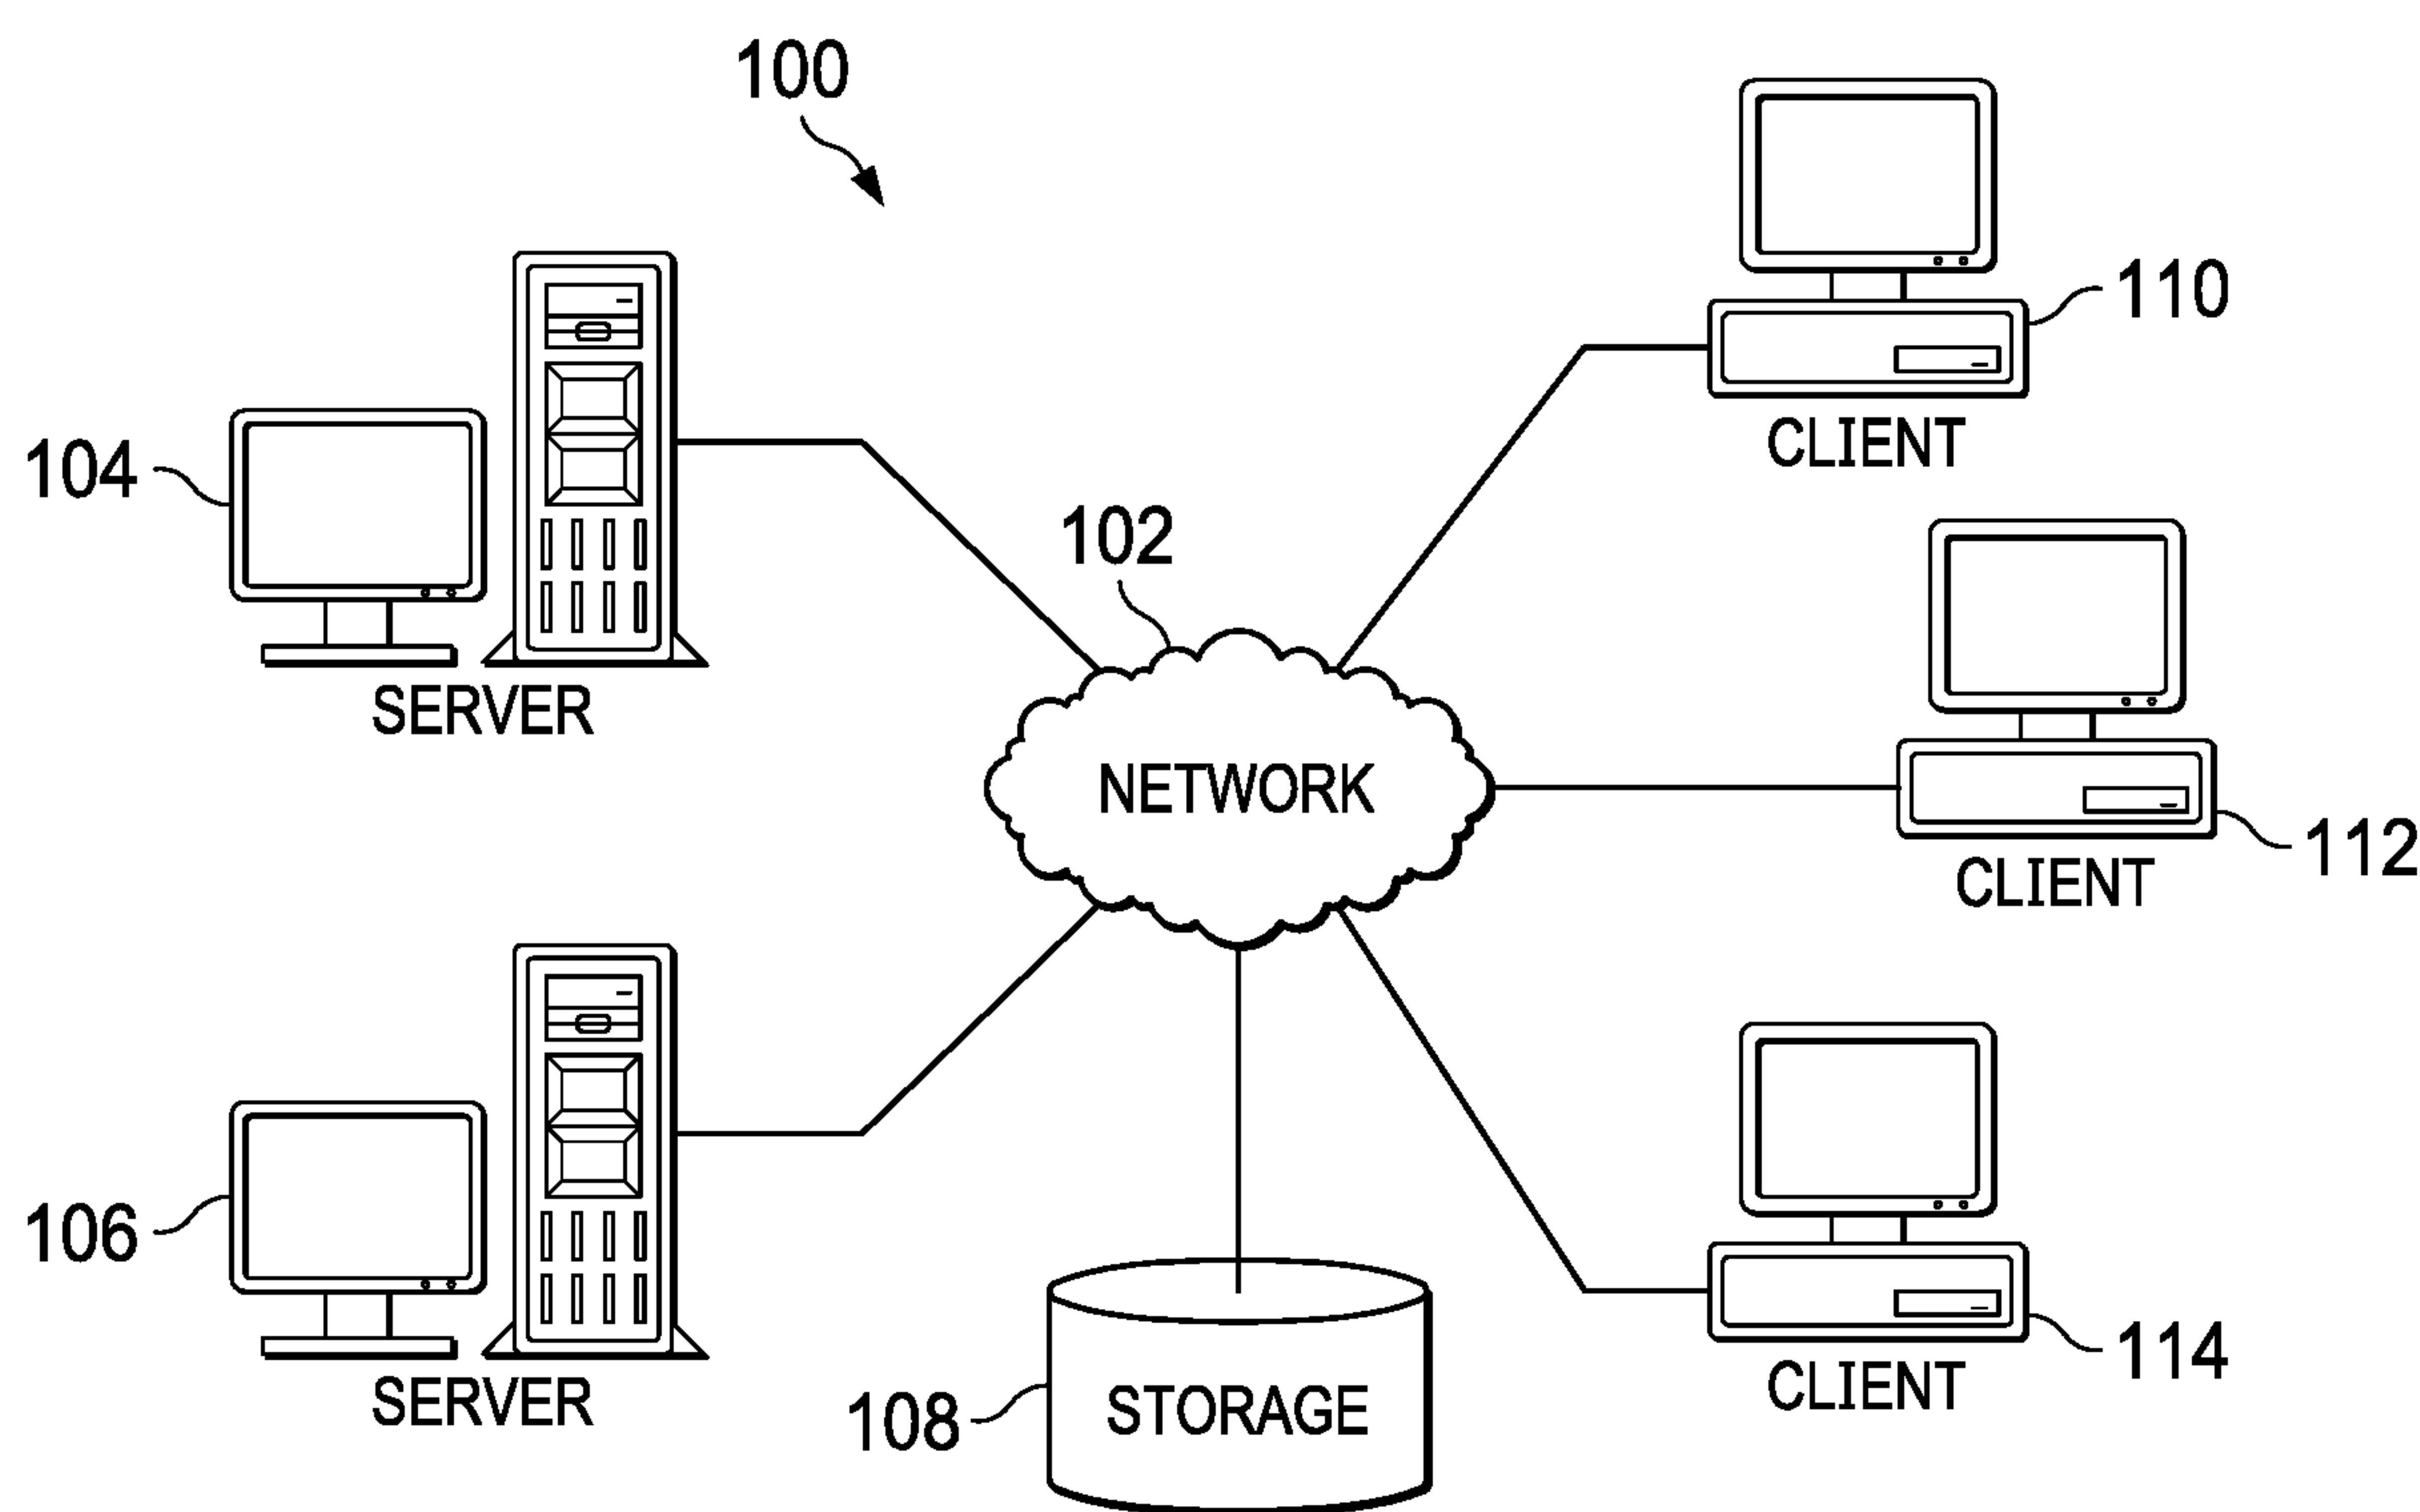 100
110
CLIENT
104
102
SERVER
NETWORK
112
CLIENT
106
SERVER
108
STORAGE
114
CLIENT